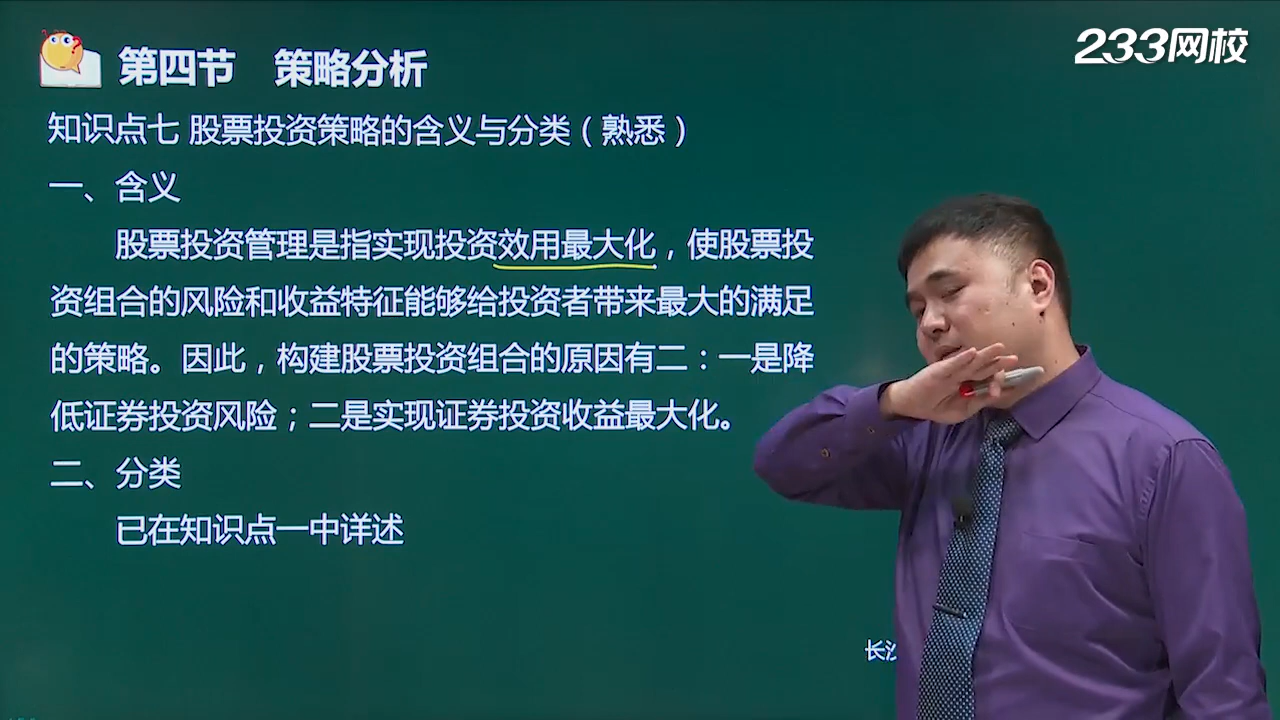 第四节 策略分析
233网校
知识点七 股票投资策略的含义与分类（熟悉）
一、含义
股票投资管理是指实现投资效用最大化，使股票投
资组合的风险和收益特征能够给投资者带来最大的满足
的策略。因此，构建股票投资组合的原因有二：一是降
低证券投资风险；二是实现证券投资收益最大化。
二、分类
已在知识点一中详述
长沙